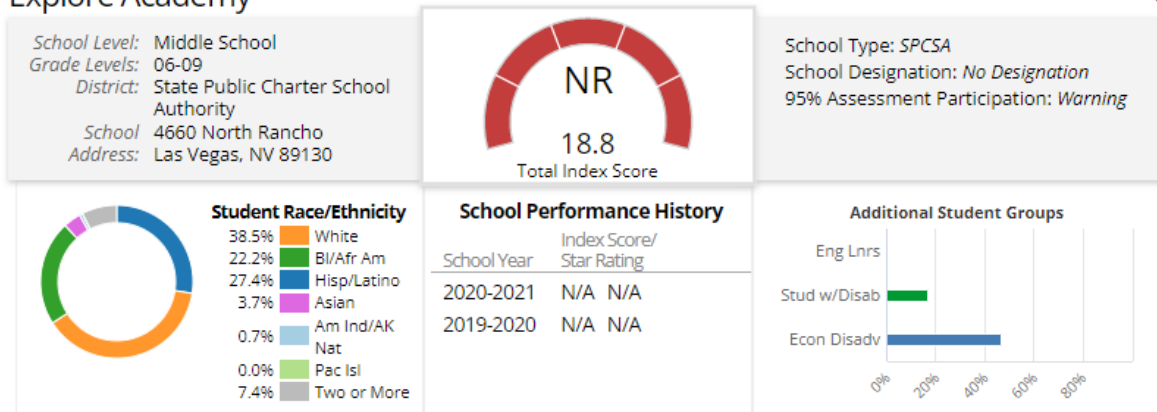 Explore Academy
School Level: Middle School
Grade Levels: 06-09
District: State Public Charter School
Authority
School 4660 North Rancho
Address: Las Vegas, NV 89130
NR
18.8
Total Index Score
School Type: SPCSA
School Designation: No Designation
95% Assessment Participation: Warning
Student Race/Ethnicity
38.5% White
22.2% Bl/Afr Am
27.4% Hisp/Latino
3.7% Asian
0.7% Am Ind/AK
Nat
0.0% Pac Isl
7.4% Two or More
School Performance History
Index Score/
School Year Star Rating
2020-2021 N/A N/A
2019-2020 N/A N/A
Additional Student Groups
Eng Lnrs
Stud w/Disab
Econ Disadv
0% 20% 40% 60% 80%